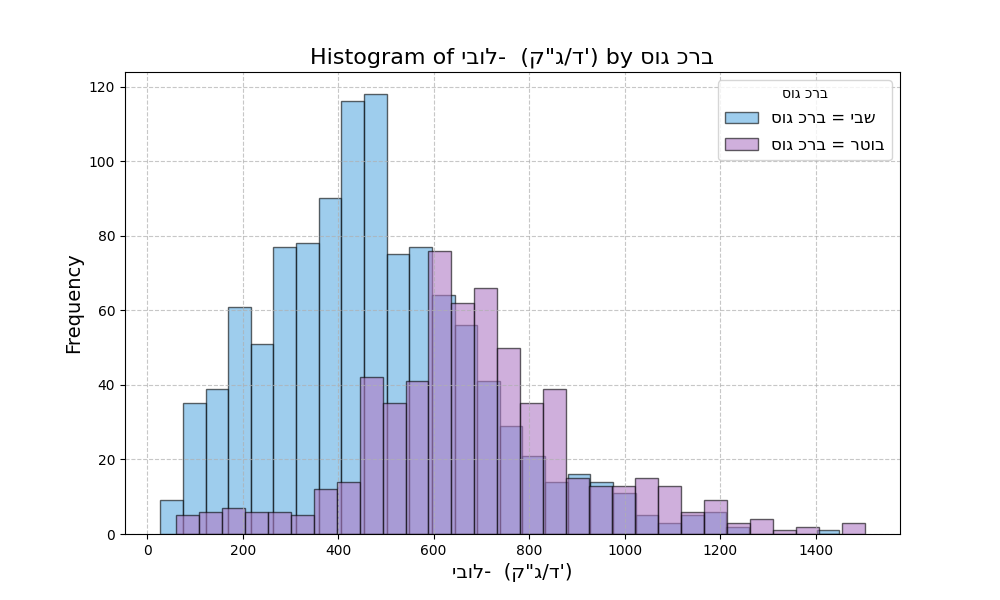 Histogram of יבול-  (ק"ג/ד') by סוג כרב
סוג כרב
סוג כרב = יבש
סוג כרב = רטוב
120
100
80
60
40
20
0
Frequency
0 200 400 600 800 1000 1200 1400
יבול-  (ק"ג/ד')